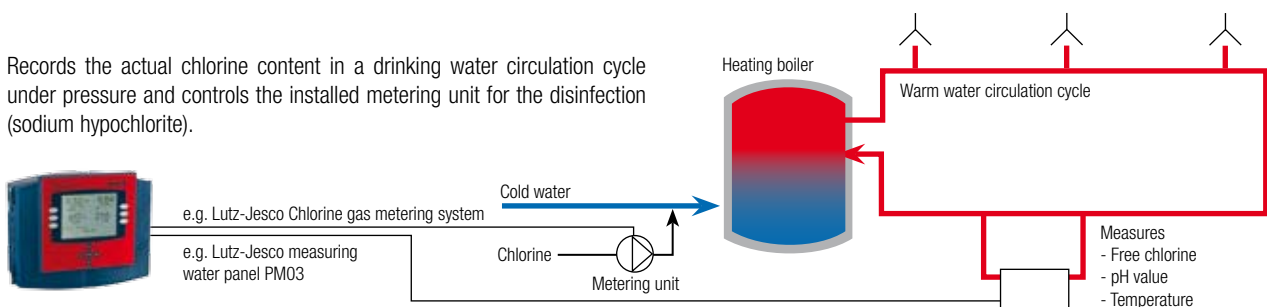 Records the actual chlorine content in a drinking water circulation cycle
under pressure and controls the installed metering unit for the disinfection
(sodium hypochlorite).
Heating boiler
Warm water circulation cycle
Cold water
e.g. Lutz-Jesco Chlorine gas metering system
e.g. Lutz-Jesco measuring
water panel PM03
Chlorine
Metering unit
Measures
- Free chlorine
- pH value
- Temperature